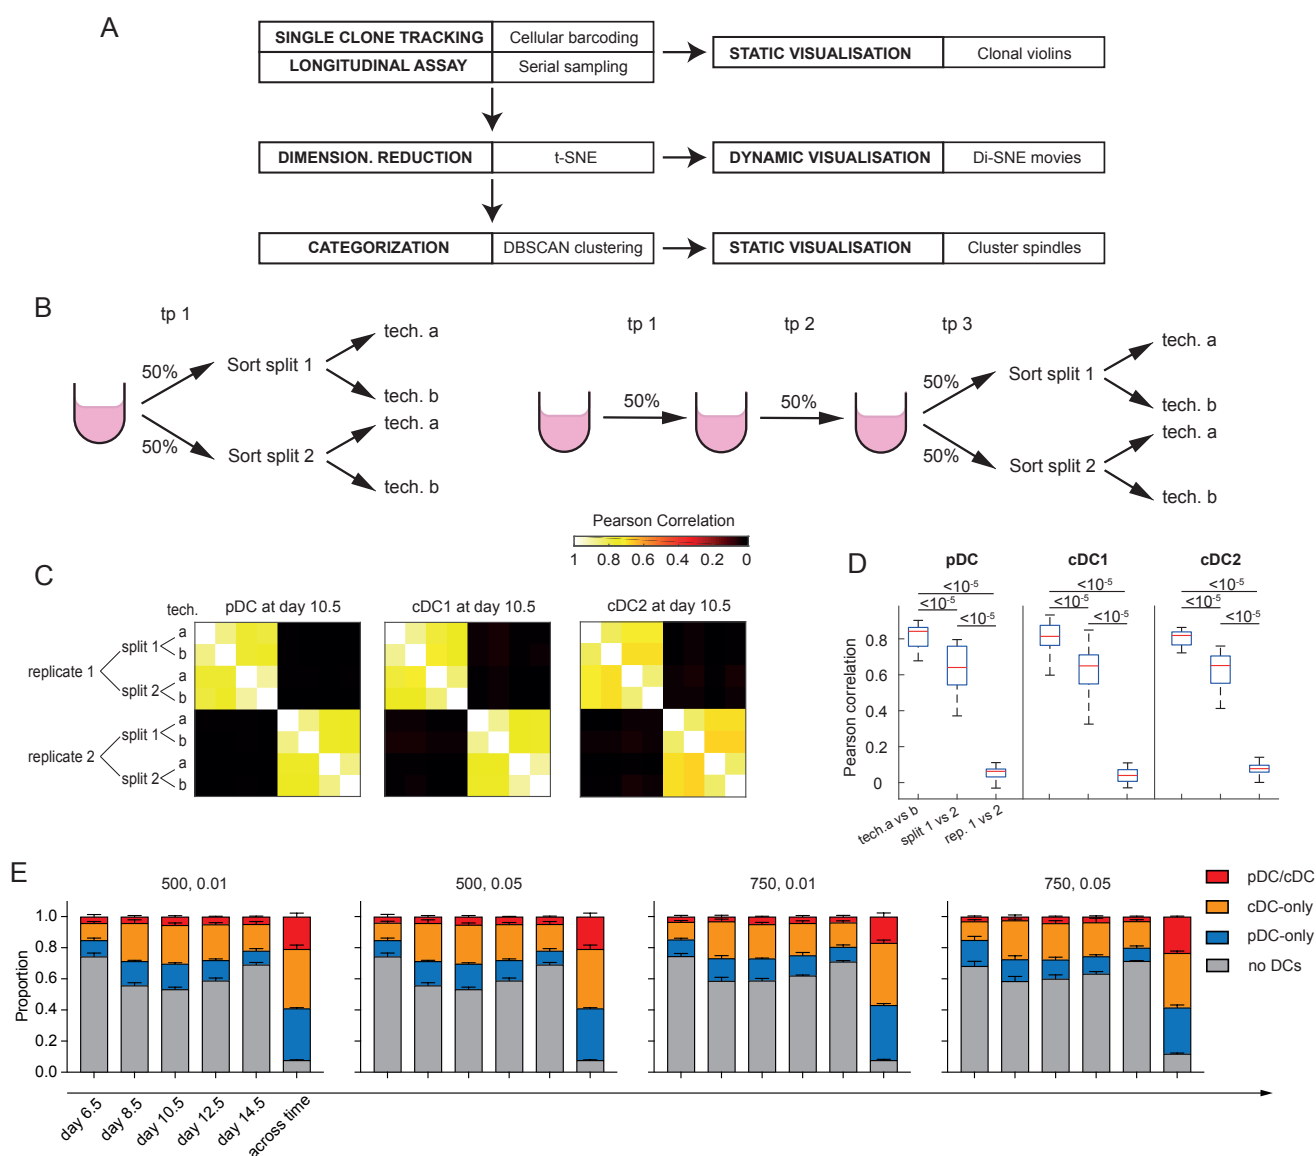 A
SINGLE CLONE TRACKING Cellular barcoding
LONGITUDINAL ASSAY Serial sampling
STATIC VISUALISATION Clonal violins
DIMENSION. REDUCTION t-SNE
DYNAMIC VISUALISATION Di-SNE movies
CATEGORIZATION DBSCAN clustering
STATIC VISUALISATION Cluster spindles
B
tp 1
50%
50%
Sort split 1
Sort split 2
tech. a
tech. b
tech. a
tech. b
tp 1 tp 2 tp 3
50%
50%
50%
50%
Sort split 1
Sort split 2
tech. a
tech. b
tech. a
tech. b
Pearson Correlation
1 0.8 0.6 0.4 0.2 0
C
tech. pDC at day 10.5 cDC1 at day 10.5 cDC2 at day 10.5
replicate 1
split 1
a
b
split 2
a
b
replicate 2
split 1
a
b
split 2
a
b
D
pDC cDC1 cDC2
<10-5 <10-5 <10-5
<10-5 <10-5 <10-5
<10-5 <10-5 <10-5
Pearson correlation
0.8
0.6
0.4
0.2
0
tech.a vs b
split 1 vs 2
rep. 1 vs 2
E
500, 0.01 500, 0.05 750, 0.01 750, 0.05
Proportion
1.0
0.8
0.6
0.4
0.2
0.0
day 6.5
day 8.5
day 10.5
day 12.5
day 14.5
across time
pDC/cDC
cDC-only
pDC-only
no DCs